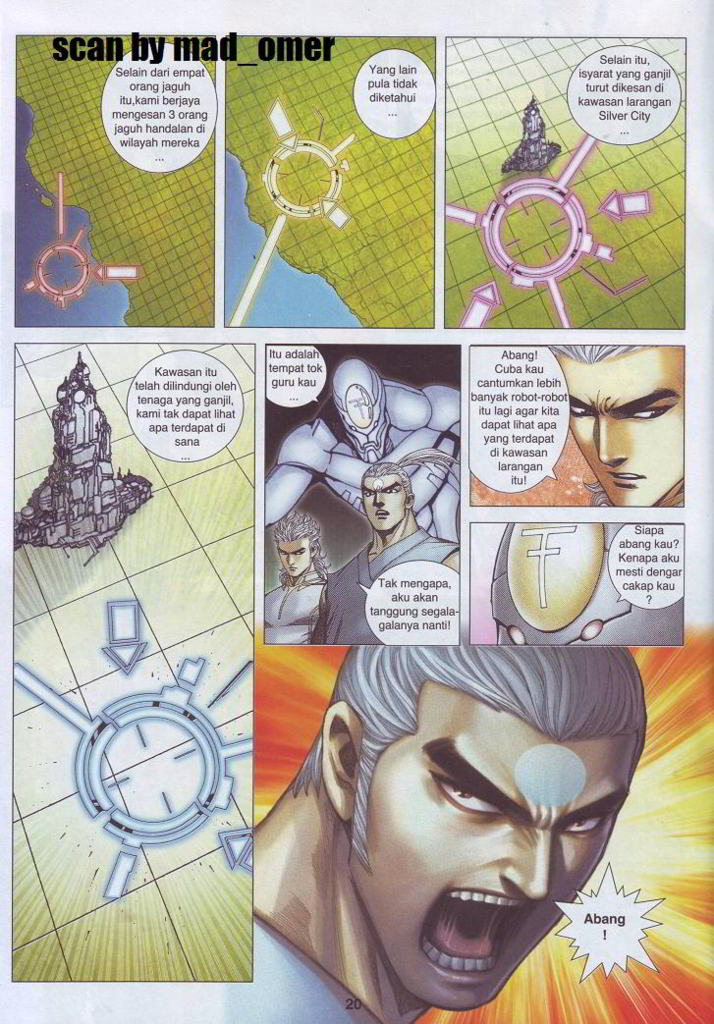 scan by mad_omer
Selain dari empat
orang jaguh
itu,kami berjaya
mengesan 3 orang
jaguh handalan di
wilayah mereka
...
Yang lain
pula tidak
diketahui
...
Selain itu,
isyarat yang ganjil
turut dikesan di
kawasan larangan
Silver City
...
Kawasan itu
telah dilindungi oleh
tenaga yang ganjil,
kami tak dapat lihat
apa terdapat di
sana
...
Itu adalah
tempat tok
guru kau
...
Tak mengapa,
aku akan
tanggung segala-
galanya nanti!
Abang!
Cuba kau
cantumkan lebih
banyak robot-robot
itu lagi agar kita
dapat lihat apa
yang terdapat
di kawasan
larangan
itu!
Siapa
abang kau?
Kenapa aku
mesti dengar
cakap kau
?
Abang
!
20